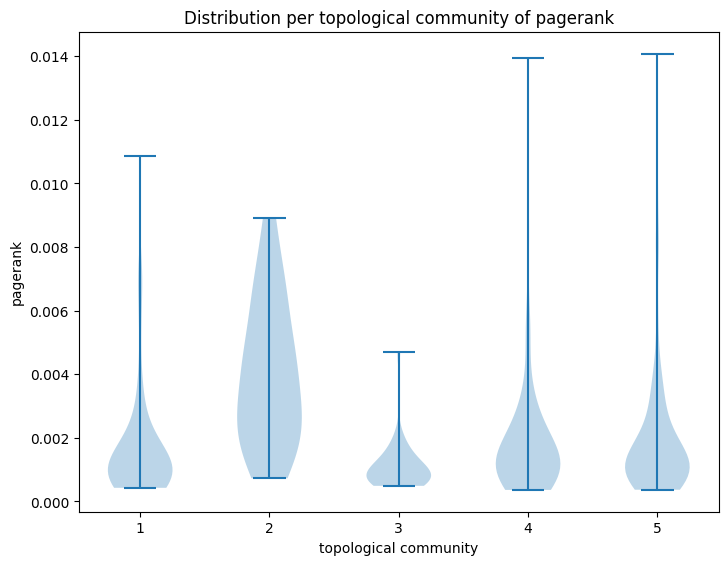 Distribution per topological community of pagerank
0.014
0.012
0.010
0.008
0.006
0.004
0.002
0.000
pagerank
1 2 3 4 5
topological community